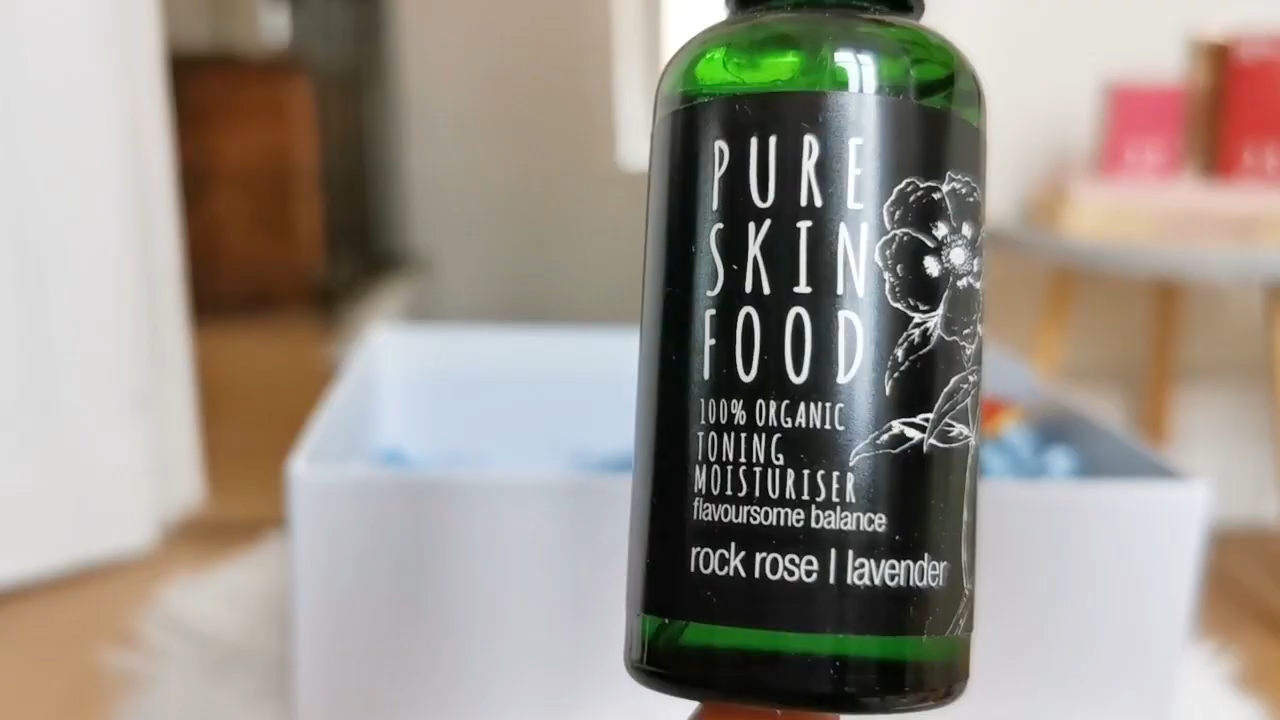 PURE
SKIN
FOOD
100% ORGANIC
TONING
MOISTURISER
flavoursome balance
rock rose | lavender